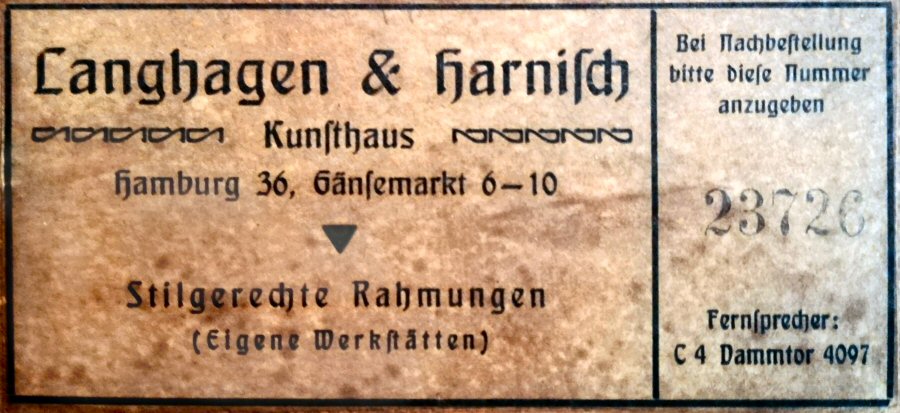 Langhagen & Harniſch
Kunſthaus
Hamburg 36, Gänſemarkt 6–10
Stilgerechte Rahmungen
(Eigene Werkſtätten)
Bei Nachbeſtellung
bitte dieſe Nummer
anzugeben
23726
Fernſprecher:
C 4 Dammtor 4097